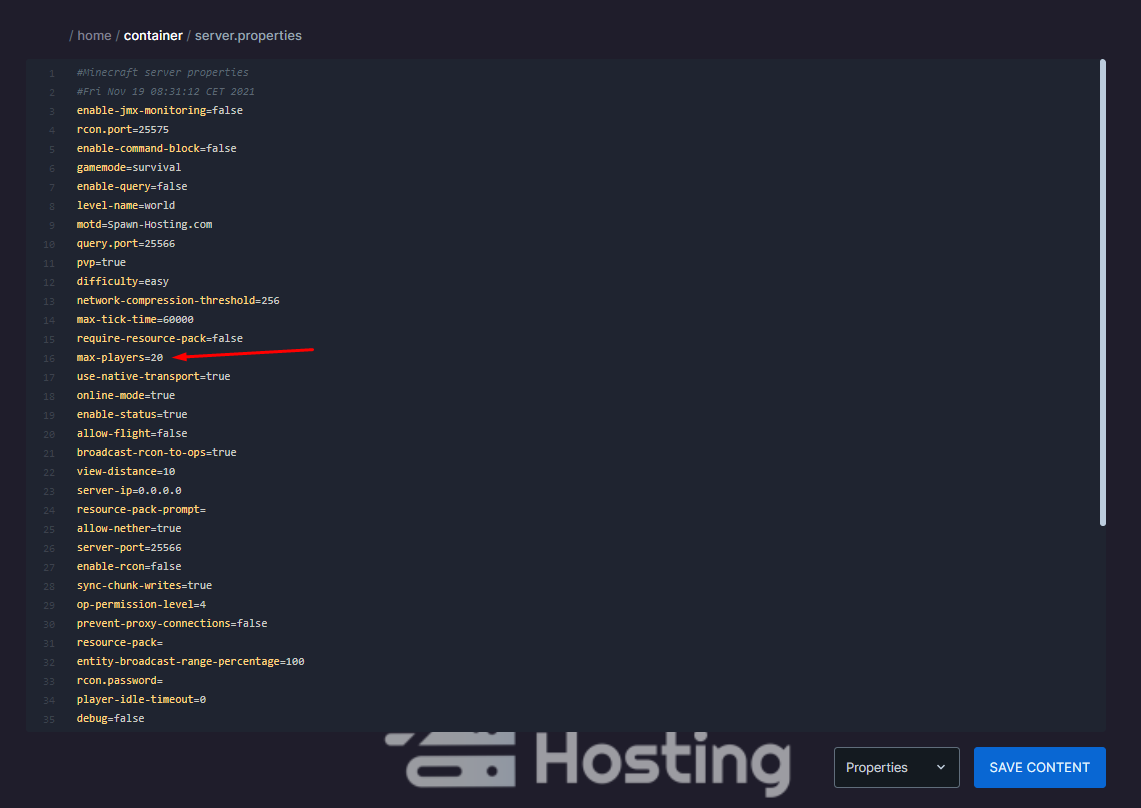 / home / container / server.properties
1 #Minecraft server properties
2 #Fri Nov 19 08:31:12 CET 2021
3 enable-jmx-monitoring=false
4 rcon.port=25575
5 enable-command-block=false
6 gamemode=survival
7 enable-query=false
8 level-name=world
9 motd=Spawn-Hosting.com
10 query.port=25566
11 pvp=true
12 difficulty=easy
13 network-compression-threshold=256
14 max-tick-time=60000
15 require-resource-pack=false
16 max-players=20
17 use-native-transport=true
18 online-mode=true
19 enable-status=true
20 allow-flight=false
21 broadcast-rcon-to-ops=true
22 view-distance=10
23 server-ip=0.0.0.0
24 resource-pack-prompt=
25 allow-nether=true
26 server-port=25566
27 enable-rcon=false
28 sync-chunk-writes=true
29 op-permission-level=4
30 prevent-proxy-connections=false
31 resource-pack=
32 entity-broadcast-range-percentage=100
33 rcon.password=
34 player-idle-timeout=0
35 debug=false
Hosting
Properties
SAVE CONTENT